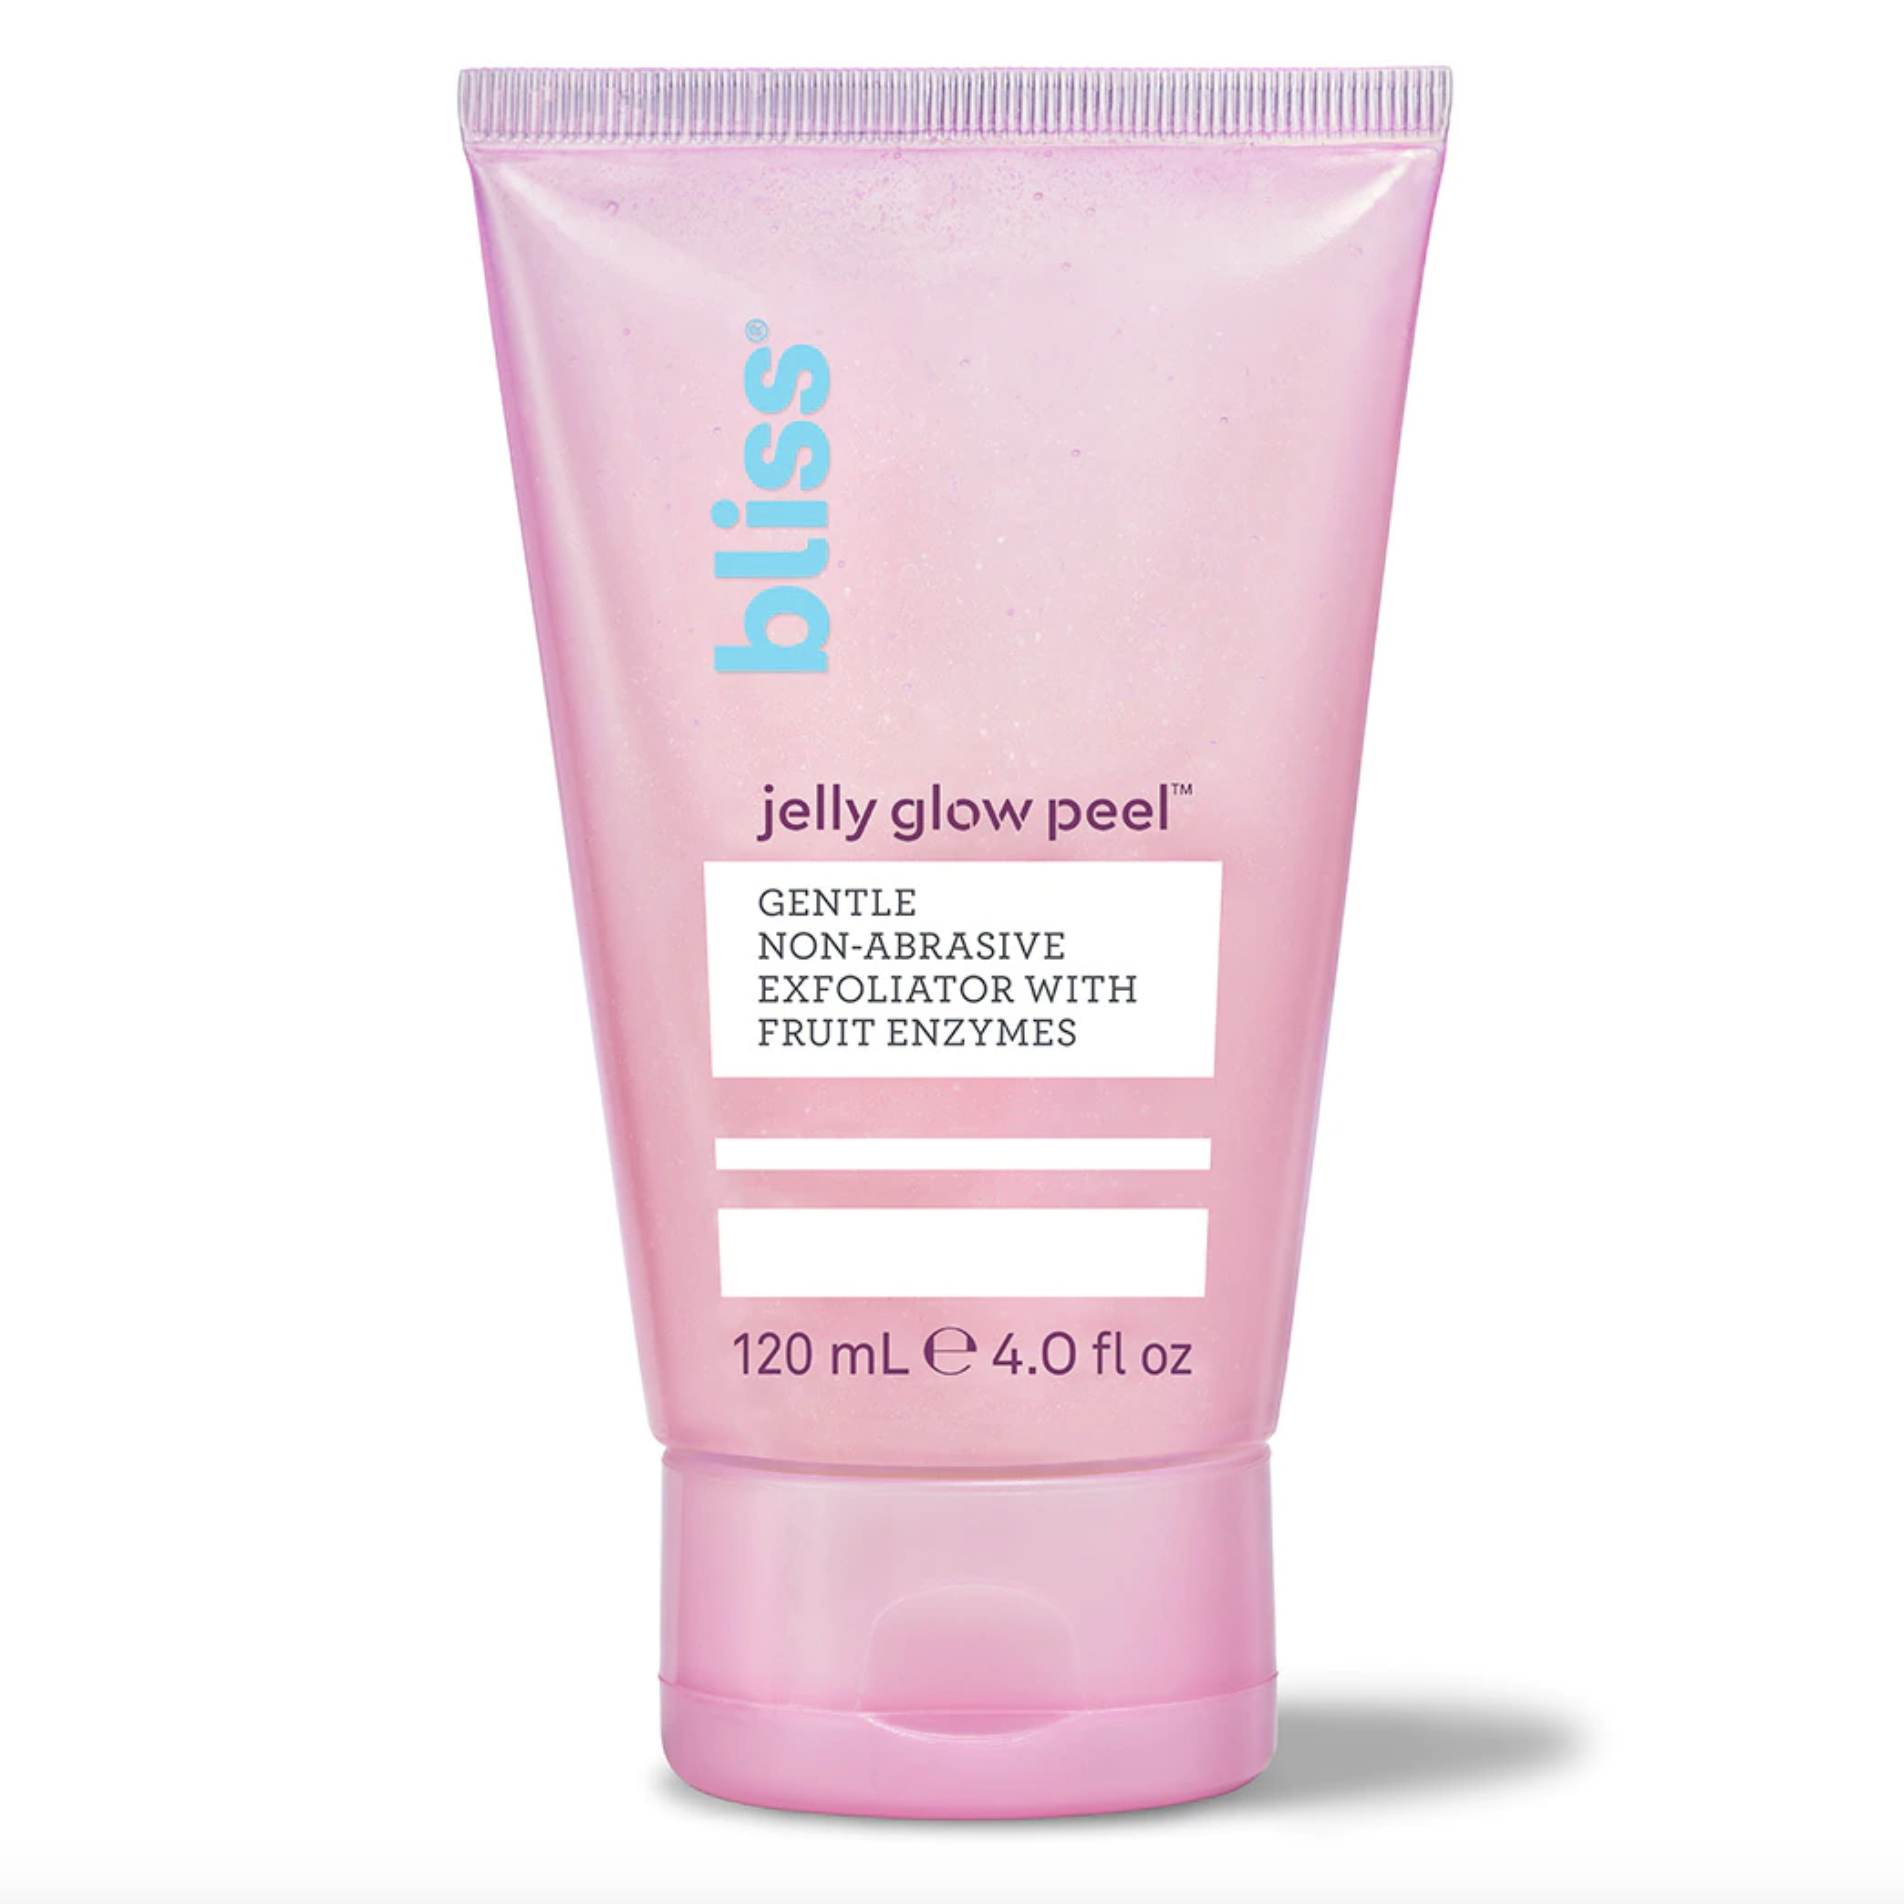 bliss®
jelly glow peel™
GENTLE
NON-ABRASIVE
EXFOLIATOR WITH
FRUIT ENZYMES
120 mL ℮ 4.0 fl oz